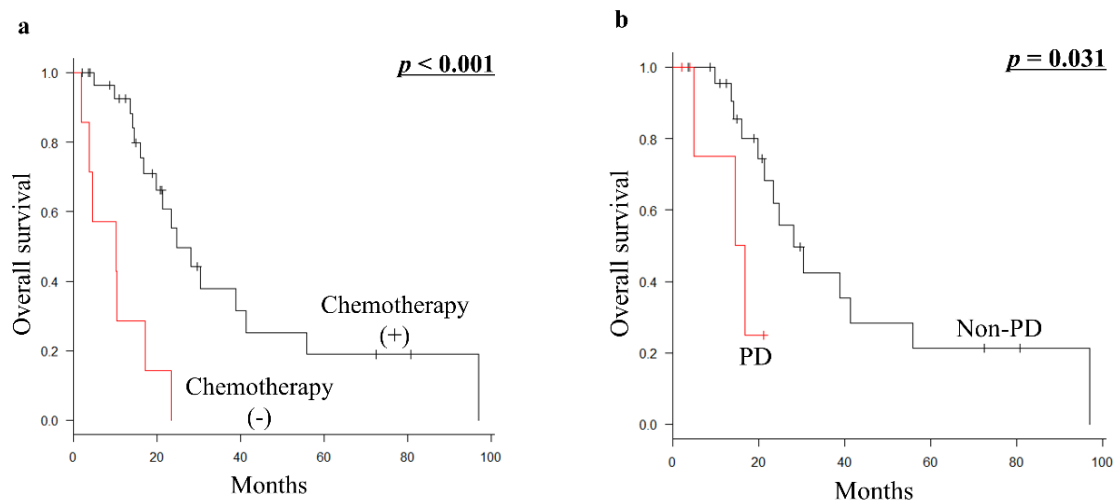 a
p < 0.001
1.0
0.8
0.6
0.4
0.2
0.0
Overall survival
Chemotherapy
(+)
Chemotherapy
(-)
0 20 40 60 80 100
Months
b
p = 0.031
1.0
0.8
0.6
0.4
0.2
0.0
Overall survival
Non-PD
PD
0 20 40 60 80 100
Months